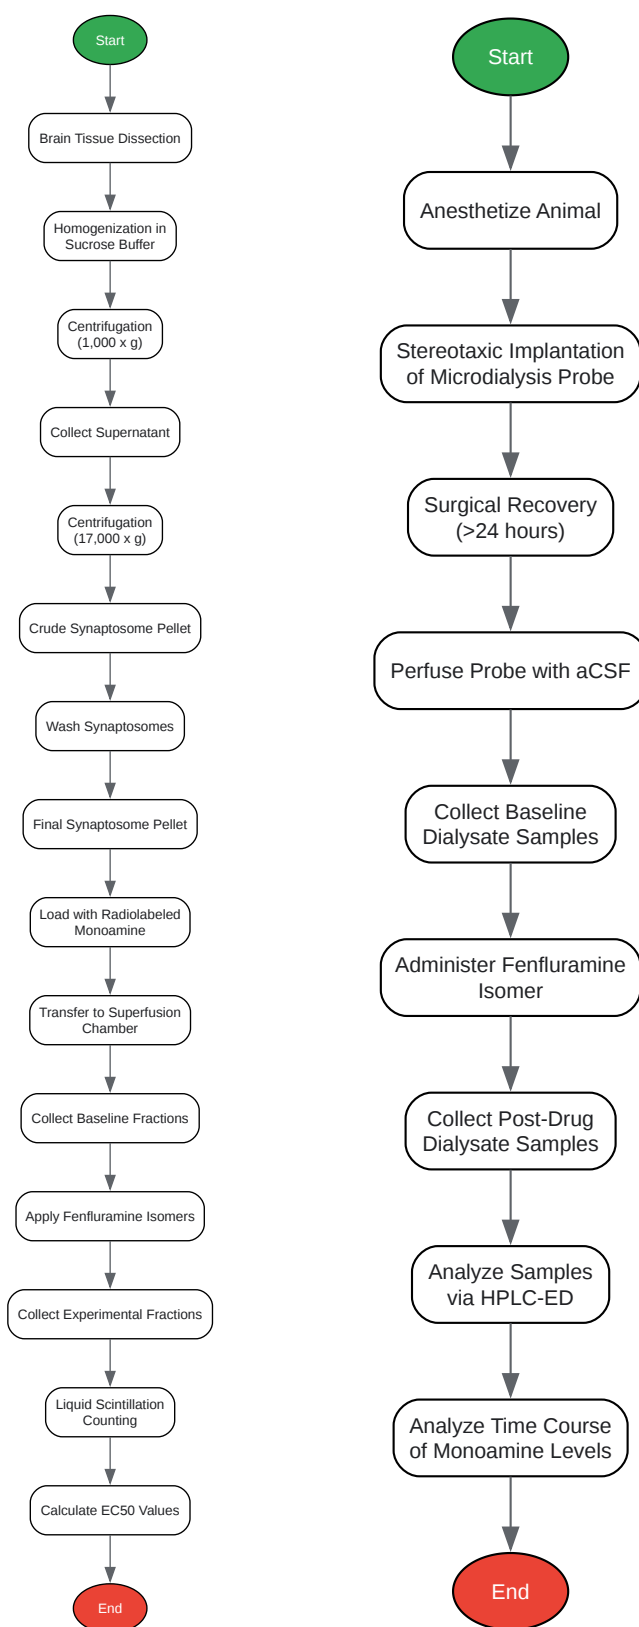 Start
Brain Tissue Dissection
Homogenization in
Sucrose Buffer
Centrifugation
(1,000 x g)
Collect Supernatant
Centrifugation
(17,000 x g)
Crude Synaptosome Pellet
Wash Synaptosomes
Final Synaptosome Pellet
Load with Radiolabeled
Monoamine
Transfer to Superfusion
Chamber
Collect Baseline Fractions
Apply Fenfluramine Isomers
Collect Experimental Fractions
Liquid Scintillation
Counting
Calculate EC50 Values
End
Start
Anesthetize Animal
Stereotaxic Implantation
of Microdialysis Probe
Surgical Recovery
(>24 hours)
Perfuse Probe with aCSF
Collect Baseline
Dialysate Samples
Administer Fenfluramine
Isomer
Collect Post-Drug
Dialysate Samples
Analyze Samples
via HPLC-ED
Analyze Time Course
of Monoamine Levels
End